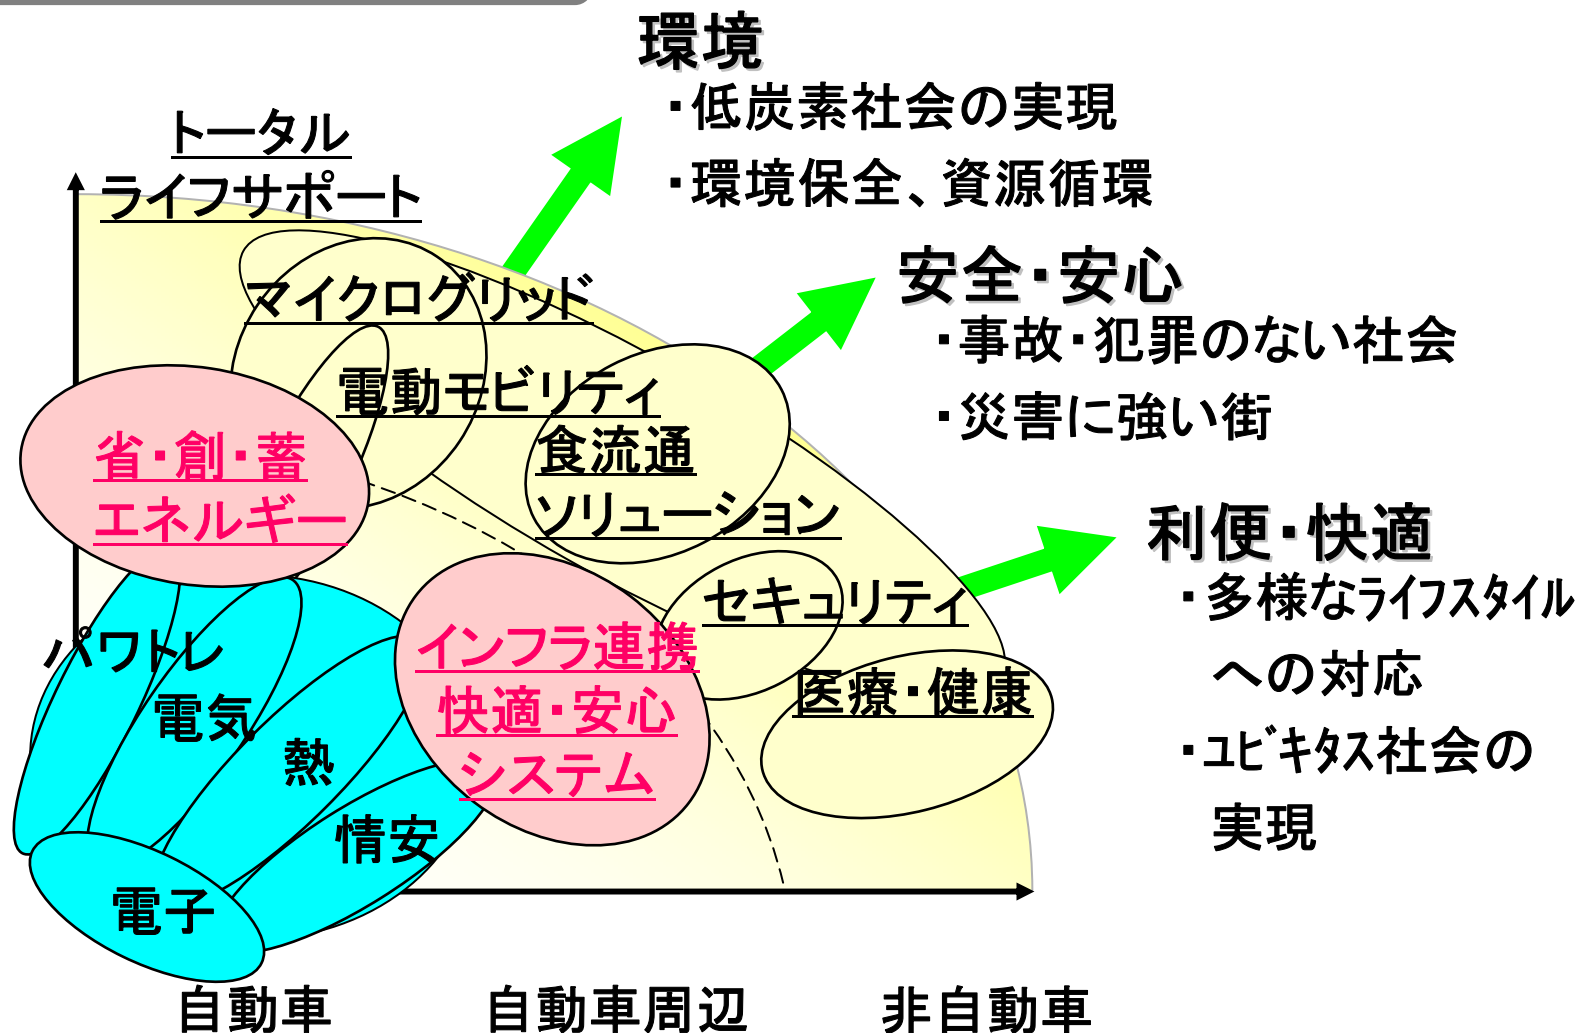 環境
・低炭素社会の実現
・環境保全、資源循環
トータル
ライフサポート
安全・安心
・事故・犯罪のない社会
・災害に強い街
マイクログリッド
電動モビリティ
食流通
ソリューション
省・創・蓄
エネルギー
利便・快適
・多様なﾗｲﾌｽﾀｲﾙ
への対応
・ﾕﾋﾞｷﾀｽ社会の
実現
セキュリティ
医療・健康
インフラ連携
快適・安心
システム
パワトレ
電気
熱
情安
電子
自動車
自動車周辺
非自動車